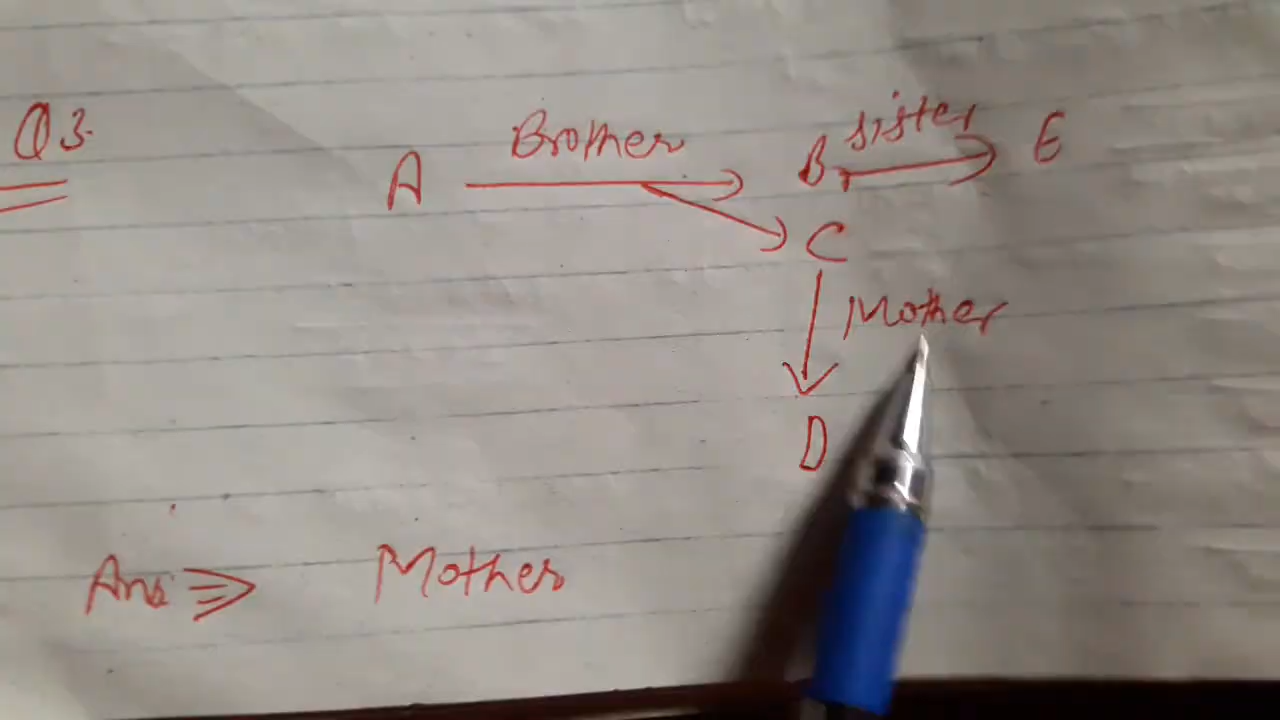 Q3.
A Brother B sister E
C
Mother
D
Ans ⇒ Mother